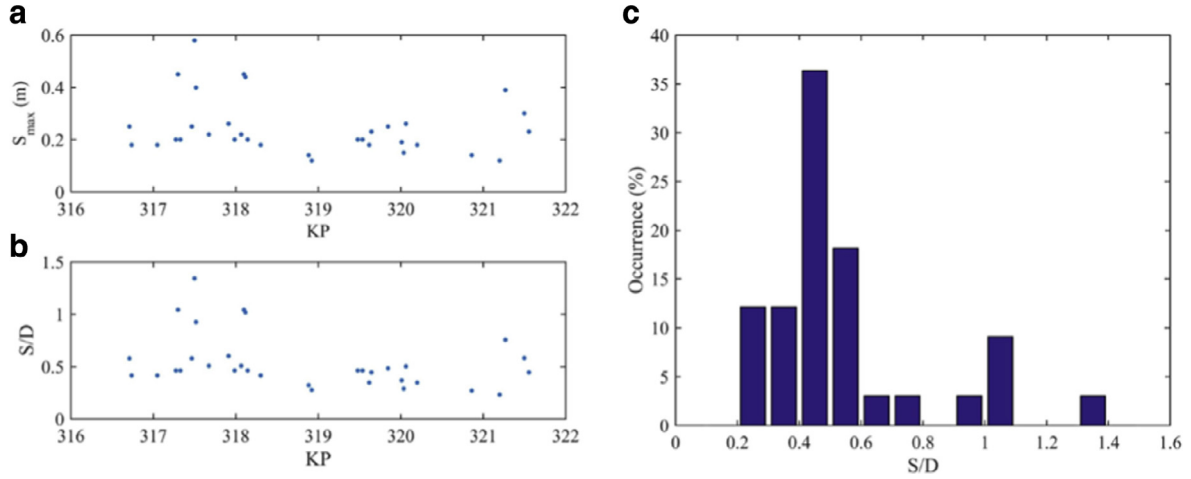 a
0.6
0.4
0.2
0
S_max (m)
316 317 318 319 320 321 322
KP
b
1.5
1
0.5
0
S/D
316 317 318 319 320 321 322
KP
c
40
35
30
25
20
15
10
5
0
Occurrence (%)
0 0.2 0.4 0.6 0.8 1 1.2 1.4 1.6
S/D